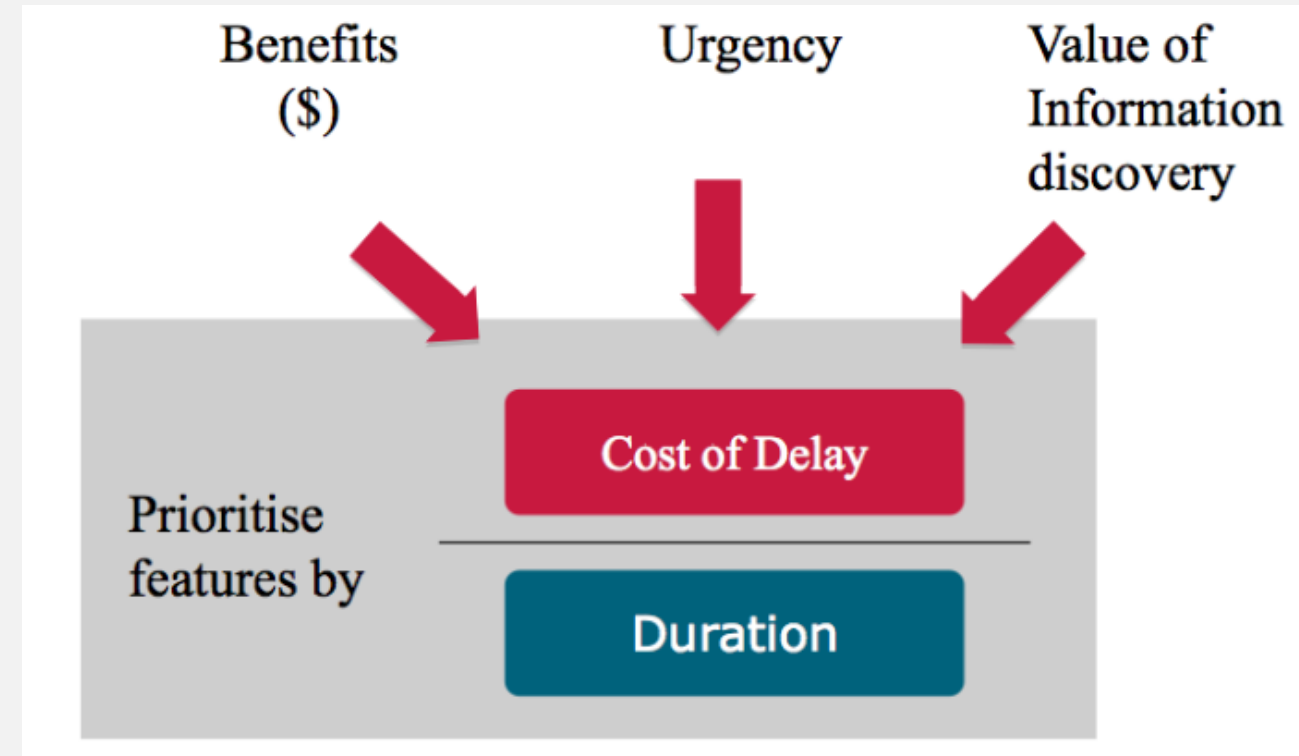 Benefits
($)
Urgency
Value of
Information
discovery
Cost of Delay
Prioritise
features by
Duration